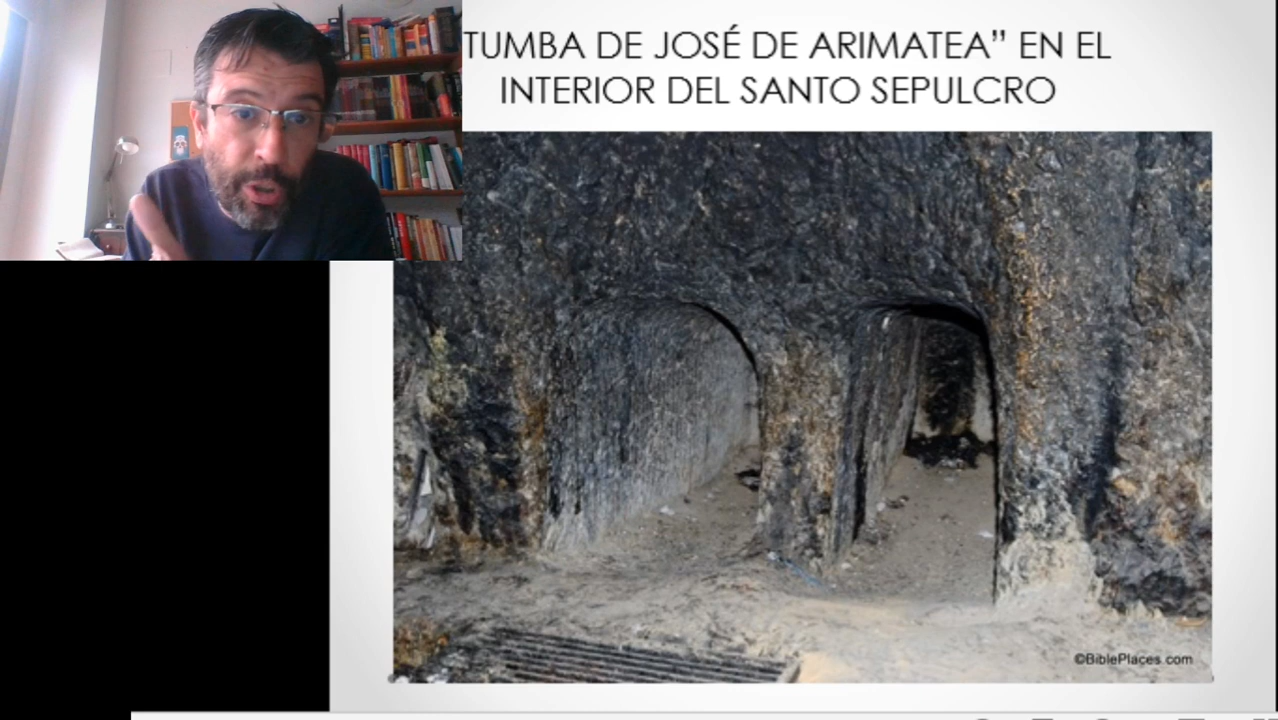 TUMBA DE JOSÉ DE ARIMATEA” EN EL
INTERIOR DEL SANTO SEPULCRO
©BiblePlaces.com